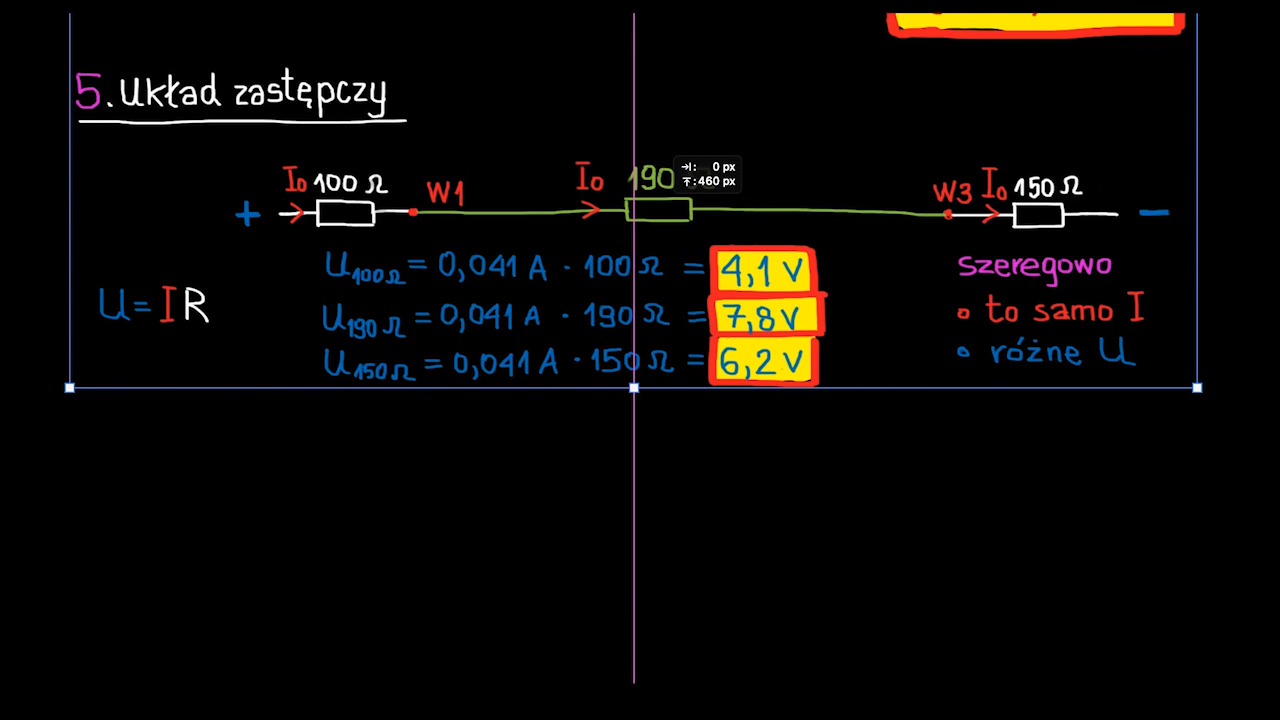 5. Układ zastępczy
I₀ 100 Ω W1 I₀ 190 W3 I₀ 150 Ω
0 px
460 px
+ −
U₁₀₀Ω = 0,041 A · 100 Ω = 4,1 V
szeregowo
U = I R
U₁₉₀Ω = 0,041 A · 190 Ω = 7,8 V
• to samo I
U₁₅₀Ω = 0,041 A · 150 Ω = 6,2 V
• różne U